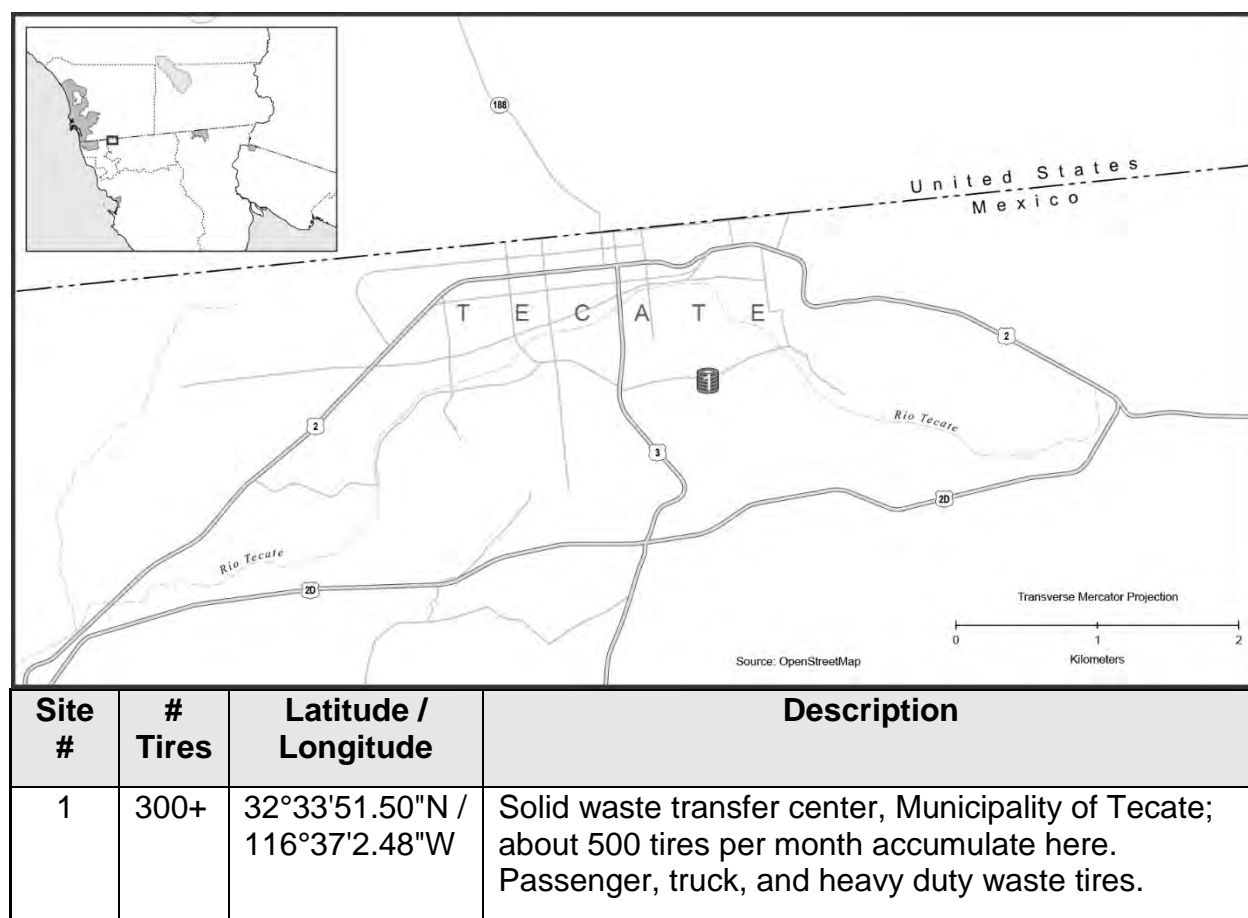 188
United States
Mexico
TECATE
2
2
1
Rio Tecate
3
2D
Río Tecate
2D
Transverse Mercator Projection
0 1 2
Source: OpenStreetMap
Kilometers
Site # | # Tires | Latitude / Longitude | Description
1 | 300+ | 32°33'51.50"N / 116°37'2.48"W | Solid waste transfer center, Municipality of Tecate;
about 500 tires per month accumulate here.
Passenger, truck, and heavy duty waste tires.